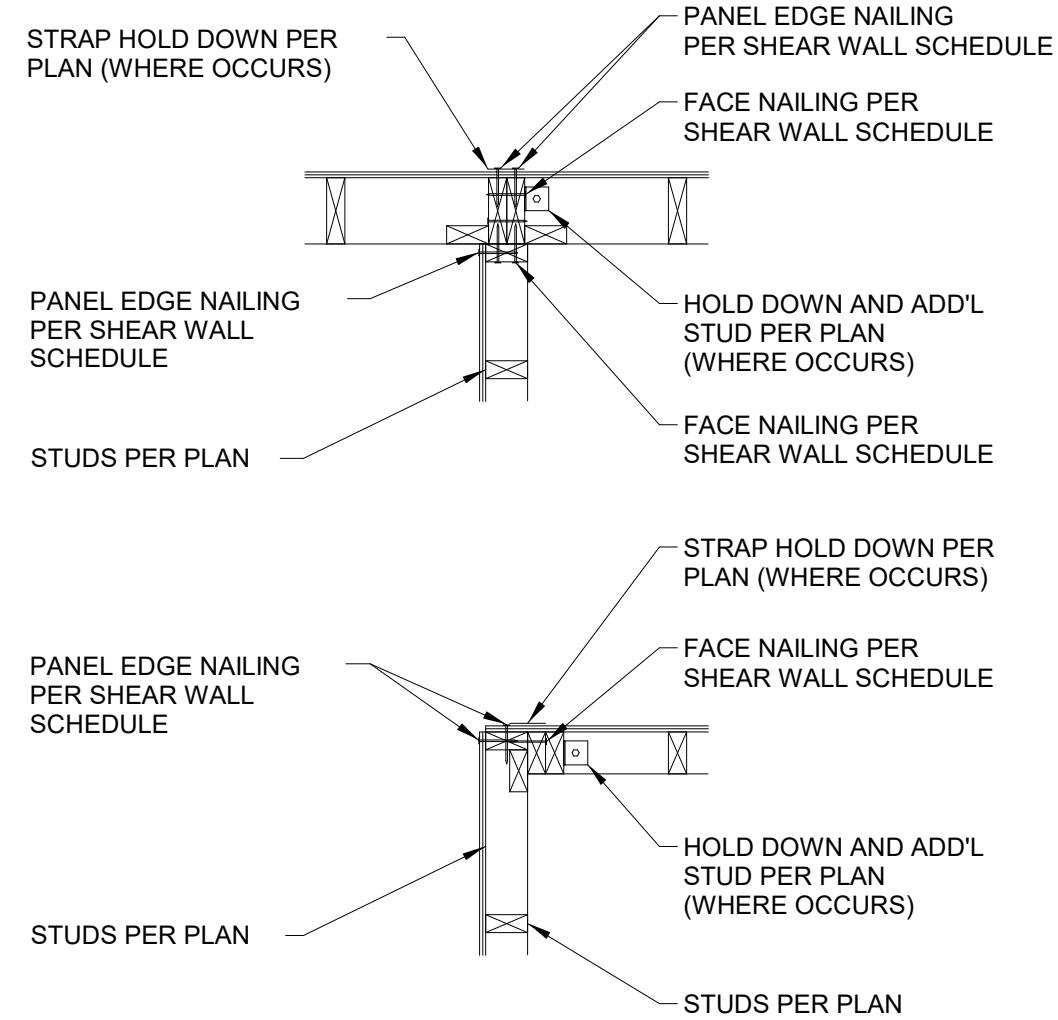 STRAP HOLD DOWN PER
PLAN (WHERE OCCURS)
PANEL EDGE NAILING
PER SHEAR WALL SCHEDULE
FACE NAILING PER
SHEAR WALL SCHEDULE
PANEL EDGE NAILING
PER SHEAR WALL
SCHEDULE
HOLD DOWN AND ADD'L
STUD PER PLAN
(WHERE OCCURS)
STUDS PER PLAN
FACE NAILING PER
SHEAR WALL SCHEDULE
STRAP HOLD DOWN PER
PLAN (WHERE OCCURS)
PANEL EDGE NAILING
PER SHEAR WALL
SCHEDULE
FACE NAILING PER
SHEAR WALL SCHEDULE
HOLD DOWN AND ADD'L
STUD PER PLAN
(WHERE OCCURS)
STUDS PER PLAN
STUDS PER PLAN